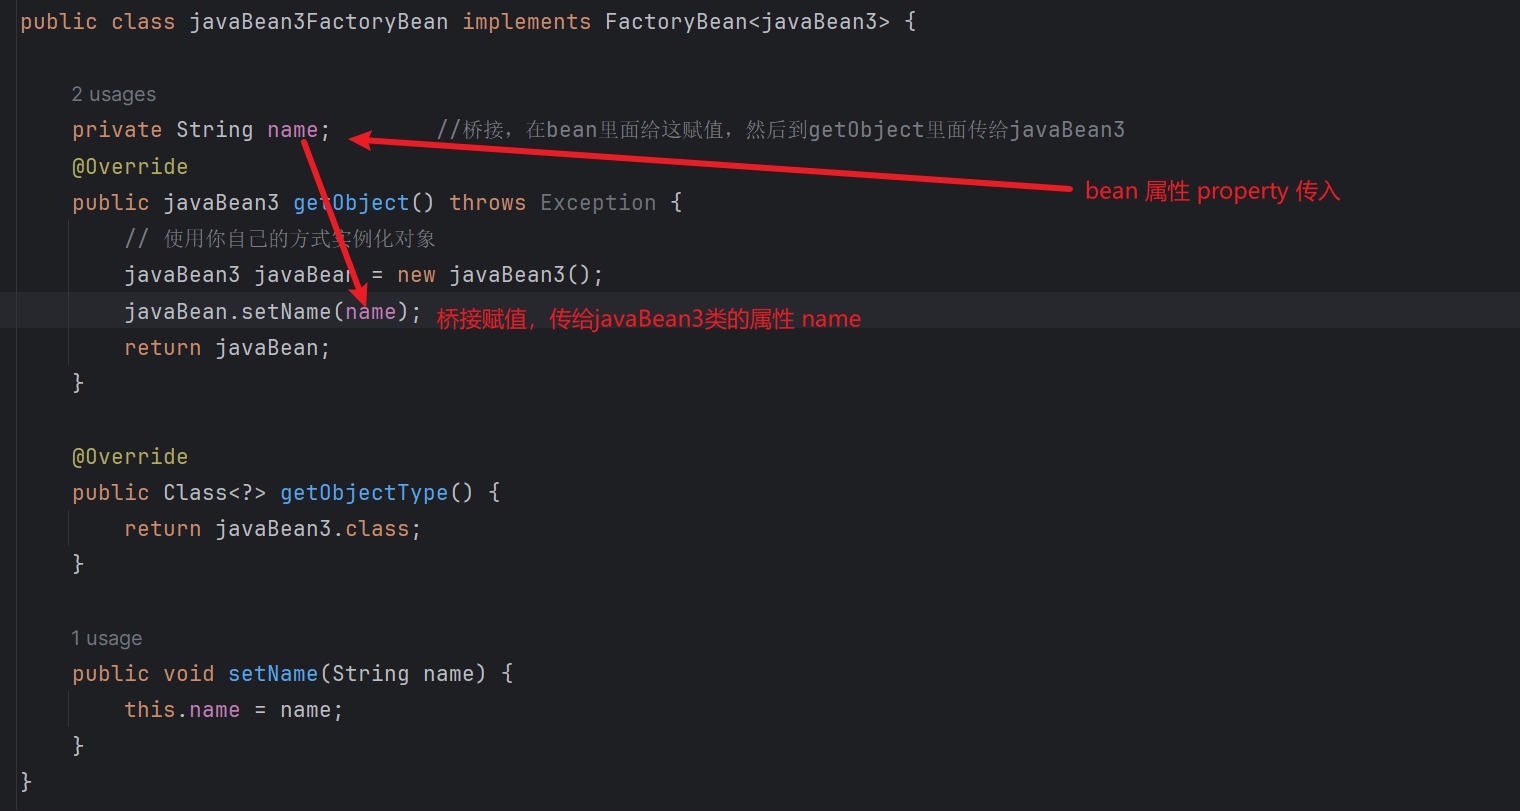 public class javaBean3FactoryBean implements FactoryBean<javaBean3> {
2 usages
private String name; //桥接，在bean里面给这赋值，然后到getObject里面传给javaBean3
@Override
bean 属性 property 传入
public javaBean3 getObject() throws Exception {
// 使用你自己的方式实例化对象
javaBean3 javaBean = new javaBean3();
javaBean.setName(name); 桥接赋值，传给javaBean3类的属性 name
return javaBean;
}
@Override
public Class<?> getObjectType() {
return javaBean3.class;
}
1 usage
public void setName(String name) {
this.name = name;
}
}